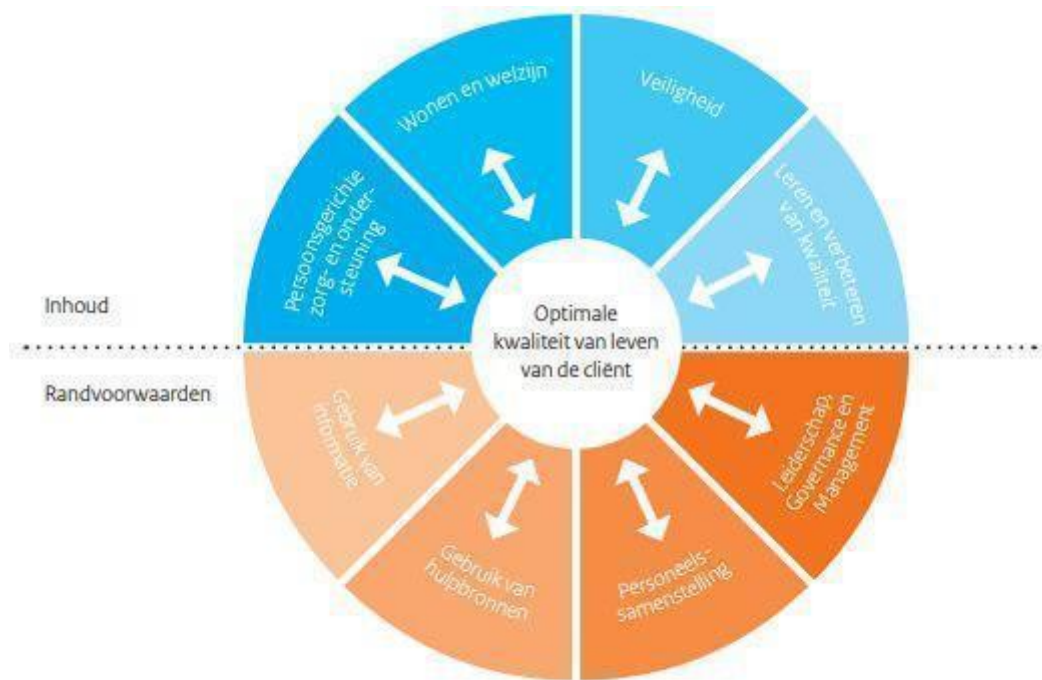 Wonen en welzijn
Veiligheid
Persoonsgerichte
zorg- en onder-
steuning
Leren en verbeteren
van kwaliteit
Inhoud
Optimale
kwaliteit van leven
van de cliënt
Randvoorwaarden
Gebruik van
informatie
Leiderschap,
Governance en
Management
Gebruik van
hulpbronnen
Personeels-
samenstelling